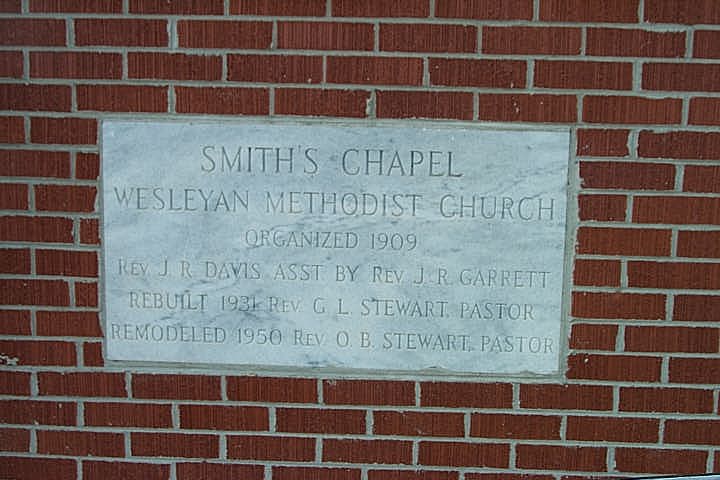 SMITH'S CHAPEL
WESLEYAN METHODIST CHURCH
ORGANIZED 1909
REV. J. R. DAVIS ASST BY REV. J. R. GARRETT
REBUILT 1931 REV. G. L. STEWART, PASTOR
REMODELED 1950 REV. O. B. STEWART, PASTOR